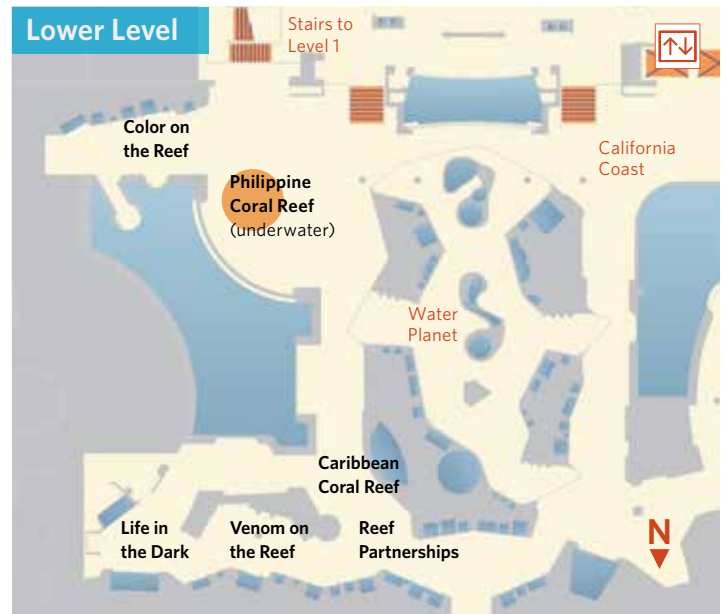 Lower Level
Stairs to
Level 1
Color on
the Reef
California
Coast
Philippine
Coral Reef
(underwater)
Water
Planet
Caribbean
Coral Reef
Life in
the Dark
Venom on
the Reef
Reef
Partnerships
N